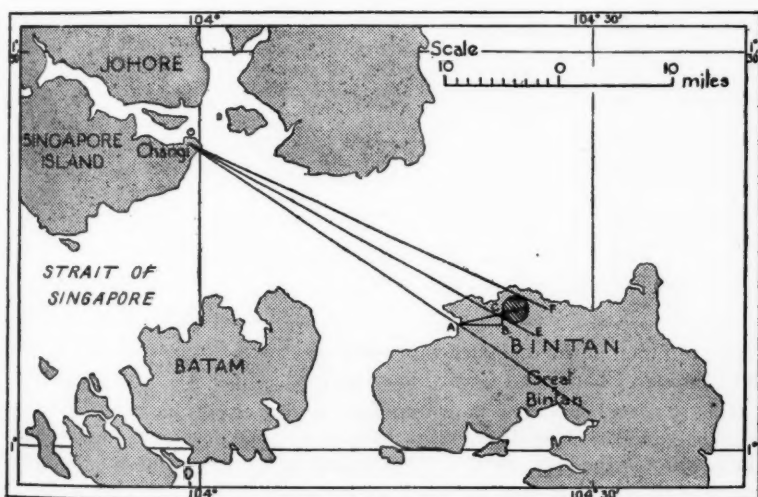 104°
104° 30'
JOHORE
Scale
10
0
10
miles
SINGAPORE
ISLAND
Changi
STRAIT OF
SINGAPORE
A
B
E
F
BINTAN
BATAM
Great
Bintan
1°
1°
104°
104° 30'